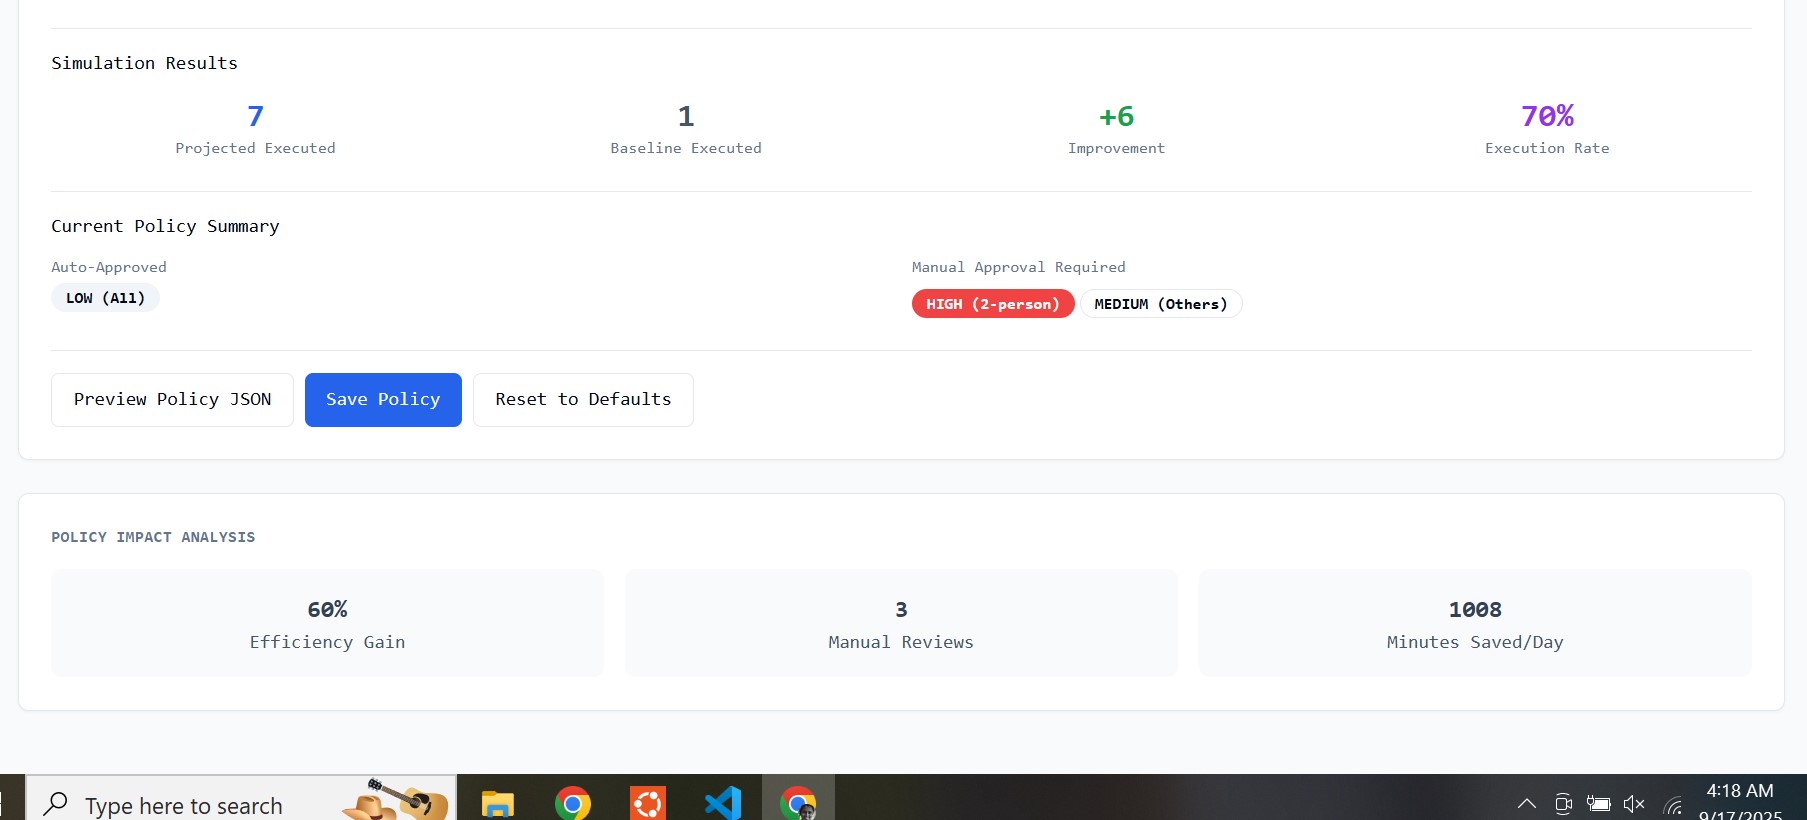 Simulation Results
7
Projected Executed
1
Baseline Executed
+6
Improvement
70%
Execution Rate
Current Policy Summary
Auto-Approved
LOW (All)
Manual Approval Required
HIGH (2-person) MEDIUM (Others)
Preview Policy JSON Save Policy Reset to Defaults
POLICY IMPACT ANALYSIS
60%
Efficiency Gain
3
Manual Reviews
1008
Minutes Saved/Day
Type here to search
4:18 AM
9/17/2025